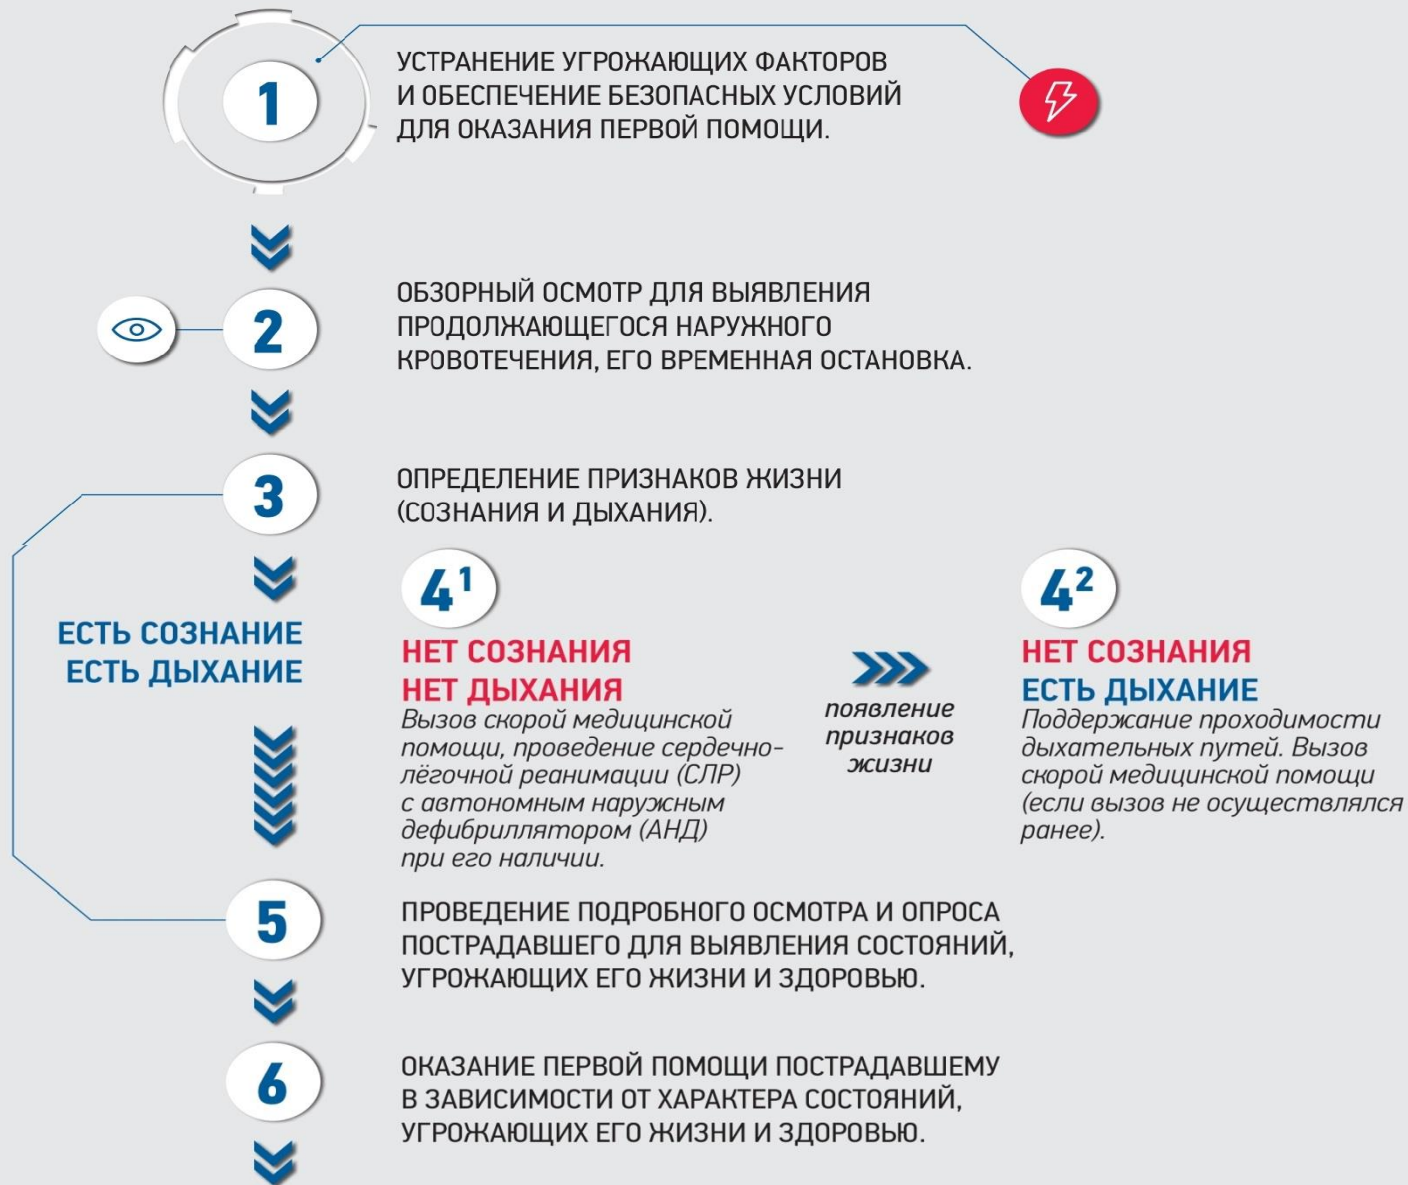 1
УСТРАНЕНИЕ УГРОЖАЮЩИХ ФАКТОРОВ
И ОБЕСПЕЧЕНИЕ БЕЗОПАСНЫХ УСЛОВИЙ
ДЛЯ ОКАЗАНИЯ ПЕРВОЙ ПОМОЩИ.
2
ОБЗОРНЫЙ ОСМОТР ДЛЯ ВЫЯВЛЕНИЯ
ПРОДОЛЖАЮЩЕГОСЯ НАРУЖНОГО
КРОВОТЕЧЕНИЯ, ЕГО ВРЕМЕННАЯ ОСТАНОВКА.
3
ОПРЕДЕЛЕНИЕ ПРИЗНАКОВ ЖИЗНИ
(СОЗНАНИЯ И ДЫХАНИЯ).
ЕСТЬ СОЗНАНИЕ
ЕСТЬ ДЫХАНИЕ
4¹
НЕТ СОЗНАНИЯ
НЕТ ДЫХАНИЯ
Вызов скорой медицинской
помощи, проведение сердечно-
лёгочной реанимации (СЛР)
с автономным наружным
дефибриллятором (АНД)
при его наличии.
появление
признаков
жизни
4²
НЕТ СОЗНАНИЯ
ЕСТЬ ДЫХАНИЕ
Поддержание проходимости
дыхательных путей. Вызов
скорой медицинской помощи
(если вызов не осуществлялся
ранее).
5
ПРОВЕДЕНИЕ ПОДРОБНОГО ОСМОТРА И ОПРОСА
ПОСТРАДАВШЕГО ДЛЯ ВЫЯВЛЕНИЯ СОСТОЯНИЙ,
УГРОЖАЮЩИХ ЕГО ЖИЗНИ И ЗДОРОВЬЮ.
6
ОКАЗАНИЕ ПЕРВОЙ ПОМОЩИ ПОСТРАДАВШЕМУ
В ЗАВИСИМОСТИ ОТ ХАРАКТЕРА СОСТОЯНИЙ,
УГРОЖАЮЩИХ ЕГО ЖИЗНИ И ЗДОРОВЬЮ.